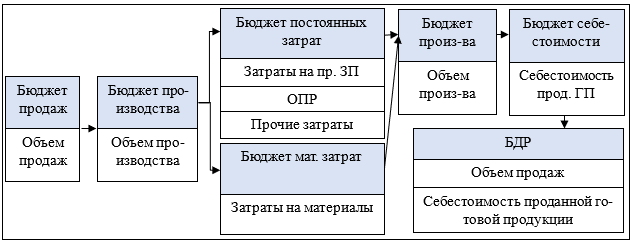 Бюджет
продаж
Объем
продаж
Бюджет про-
изводства
Объем про-
изводства
Бюджет постоянных
затрат
Затраты на пр. ЗП
ОПР
Прочие затраты
Бюджет мат. затрат
Затраты на материалы
Бюджет
произ-ва
Объем
произ-ва
Бюджет себе-
стоимости
Себестоимость
прод. ГП
БДР
Объем продаж
Себестоимость проданной го-
товой продукции